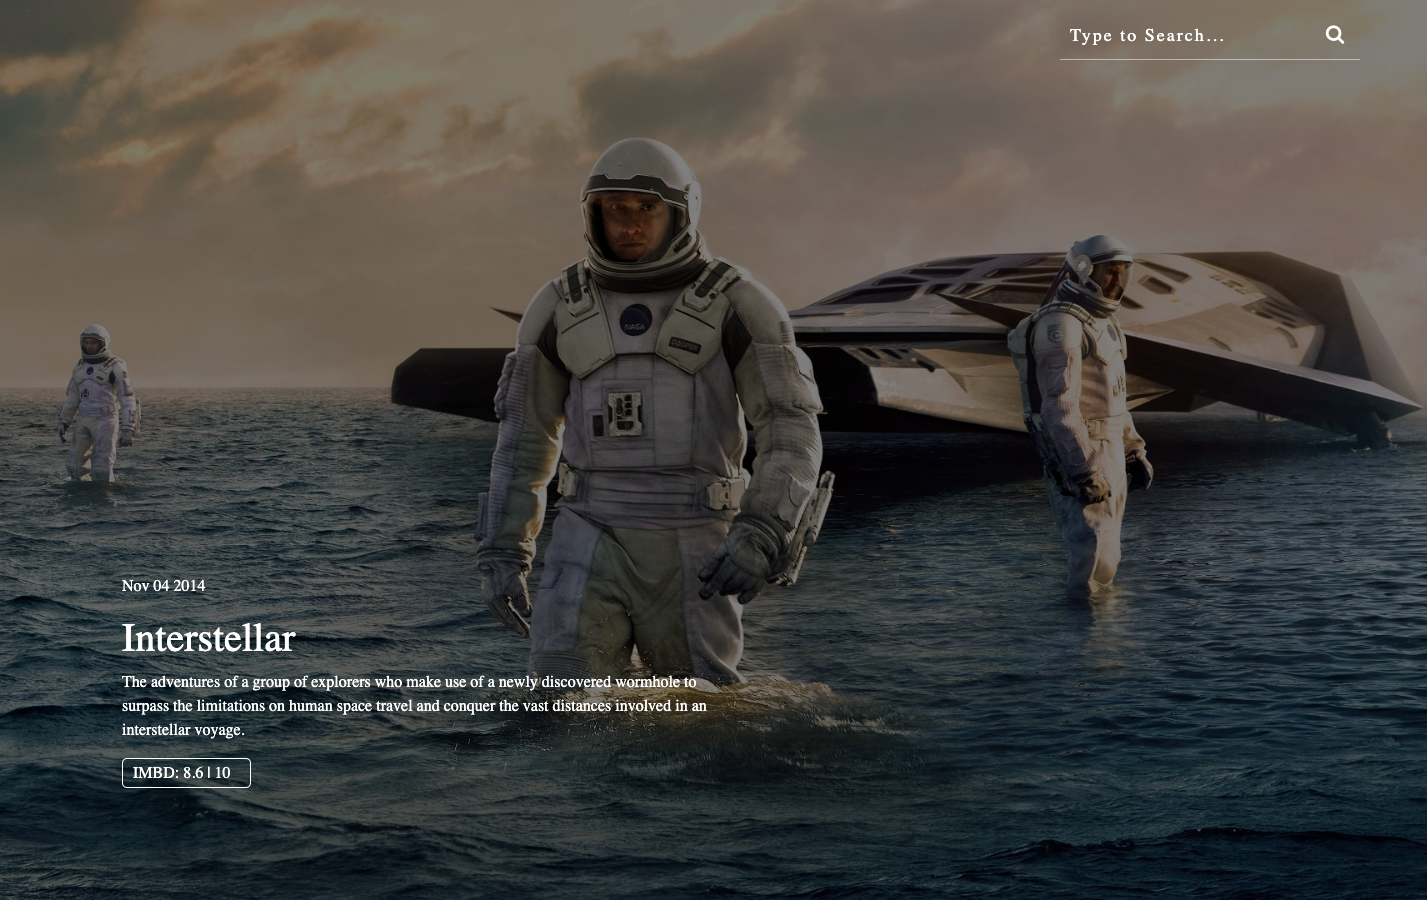 Type to Search...
NASA
COOPER
Nov 04 2014
Interstellar
The adventures of a group of explorers who make use of a newly discovered wormhole to
surpass the limitations on human space travel and conquer the vast distances involved in an
interstellar voyage.
IMBD: 8.6 | 10